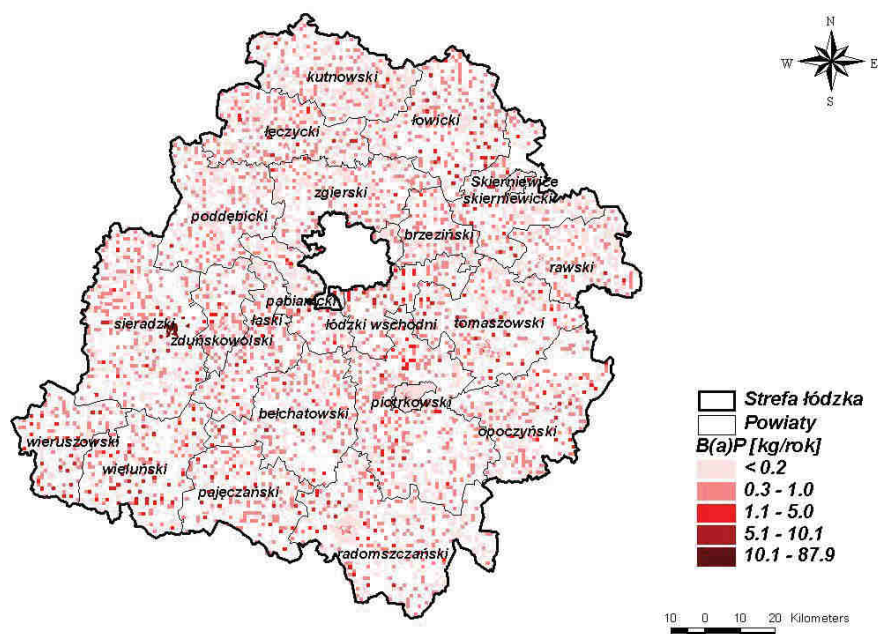 N
W E
S
kutnowski
łowicki
łęczycki
Skierniewice
zgierski
skierniewicki
poddębicki
brzeziński
rawski
pabianicki
sieradzki
łaski
łódzki wschodni
tomaszowski
zduńskowolski
bełchatowski
piotrkowski
opoczyński
wieruszowski
wieluński
pajęczański
radomszczański
Strefa łódzka
Powiaty
B(a)P [kg/rok]
< 0.2
0.3 - 1.0
1.1 - 5.0
5.1 - 10.1
10.1 - 87.9
10 0 10 20 Kilometers